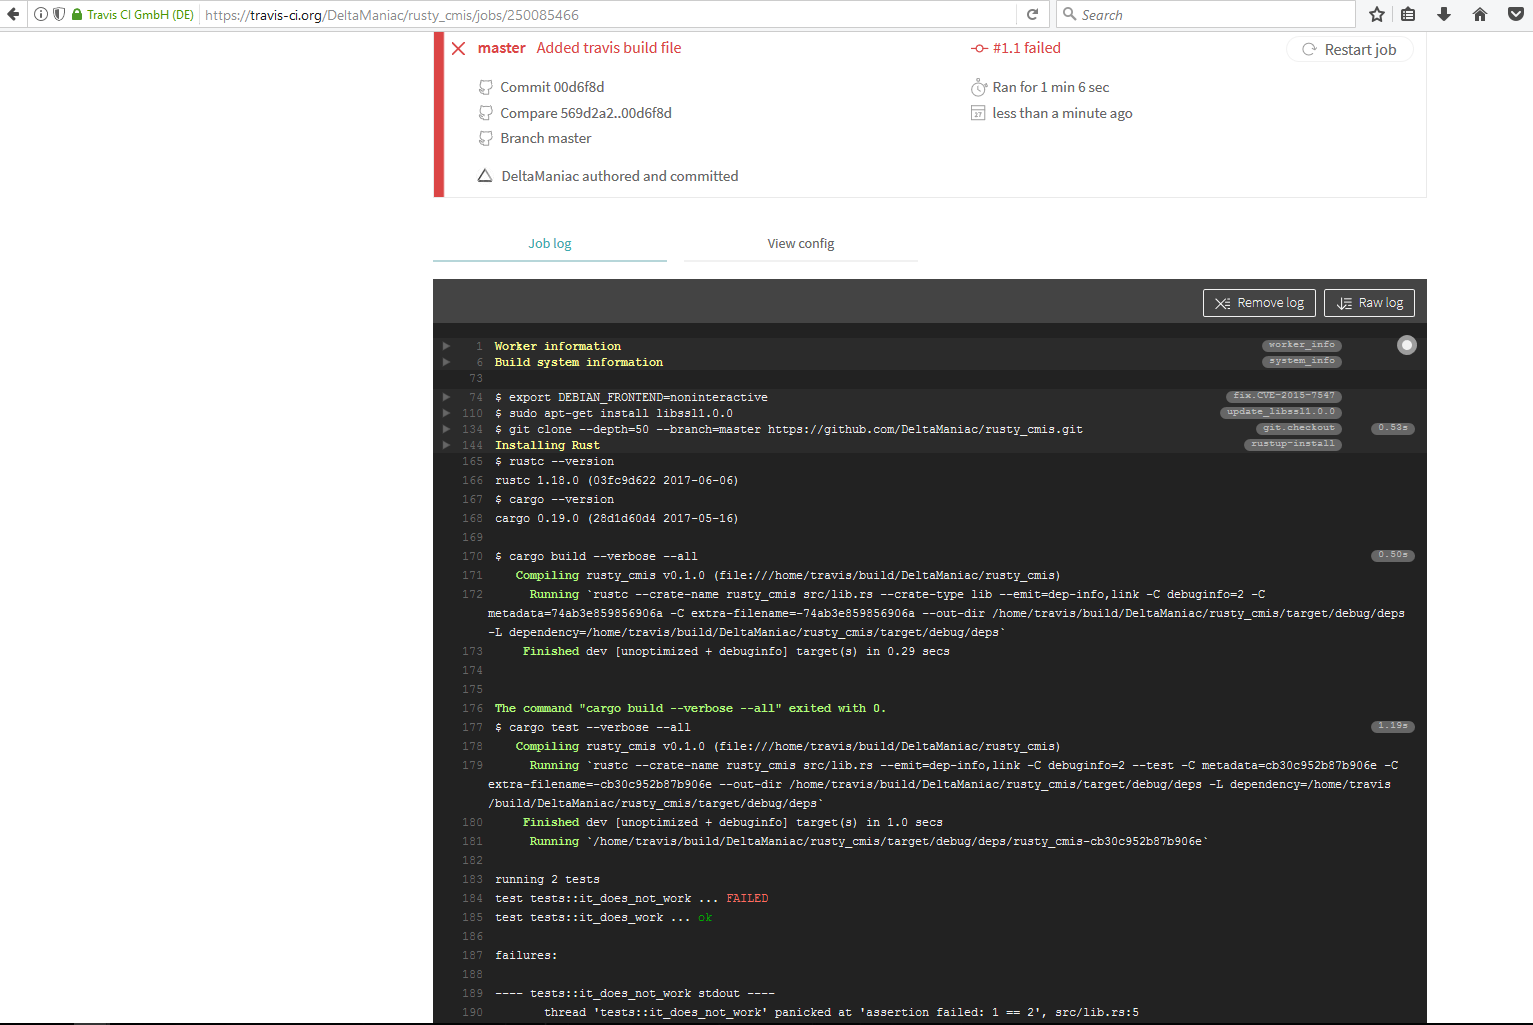 Travis CI GmbH (DE) https://travis-ci.org/DeltaManiac/rusty_cmis/jobs/250085466 Search
master Added travis build file #1.1 failed Restart job
Commit 00d6f8d Ran for 1 min 6 sec
Compare 569d2a2..00d6f8d less than a minute ago
Branch master
DeltaManiac authored and committed
Job log View config
Remove log Raw log
1 Worker information worker_info
6 Build system information system_info
73
74 $ export DEBIAN_FRONTEND=noninteractive fix.CVE-2015-7547
110 $ sudo apt-get install libssl1.0.0 update_libssl1.0.0
134 $ git clone --depth=50 --branch=master https://github.com/DeltaManiac/rusty_cmis.git git.checkout 0.53s
144 Installing Rust rustup-install
165 $ rustc --version
166 rustc 1.18.0 (03fc9d622 2017-06-06)
167 $ cargo --version
168 cargo 0.19.0 (28d1d60d4 2017-05-16)
169
170 $ cargo build --verbose --all 0.50s
171 Compiling rusty_cmis v0.1.0 (file:///home/travis/build/DeltaManiac/rusty_cmis)
172 Running `rustc --crate-name rusty_cmis src/lib.rs --crate-type lib --emit=dep-info,link -C debuginfo=2 -C
metadata=74ab3e859856906a -C extra-filename=-74ab3e859856906a --out-dir /home/travis/build/DeltaManiac/rusty_cmis/target/debug/deps
-L dependency=/home/travis/build/DeltaManiac/rusty_cmis/target/debug/deps`
173 Finished dev [unoptimized + debuginfo] target(s) in 0.29 secs
174
175
176 The command "cargo build --verbose --all" exited with 0.
177 $ cargo test --verbose --all 1.19s
178 Compiling rusty_cmis v0.1.0 (file:///home/travis/build/DeltaManiac/rusty_cmis)
179 Running `rustc --crate-name rusty_cmis src/lib.rs --emit=dep-info,link -C debuginfo=2 --test -C metadata=cb30c952b87b906e -C
extra-filename=-cb30c952b87b906e --out-dir /home/travis/build/DeltaManiac/rusty_cmis/target/debug/deps -L dependency=/home/travis
/build/DeltaManiac/rusty_cmis/target/debug/deps`
180 Finished dev [unoptimized + debuginfo] target(s) in 1.0 secs
181 Running `/home/travis/build/DeltaManiac/rusty_cmis/target/debug/deps/rusty_cmis-cb30c952b87b906e`
182
183 running 2 tests
184 test tests::it_does_not_work ... FAILED
185 test tests::it_does_work ... ok
186
187 failures:
188
189 ---- tests::it_does_not_work stdout ----
190 thread 'tests::it_does_not_work' panicked at 'assertion failed: 1 == 2', src/lib.rs:5